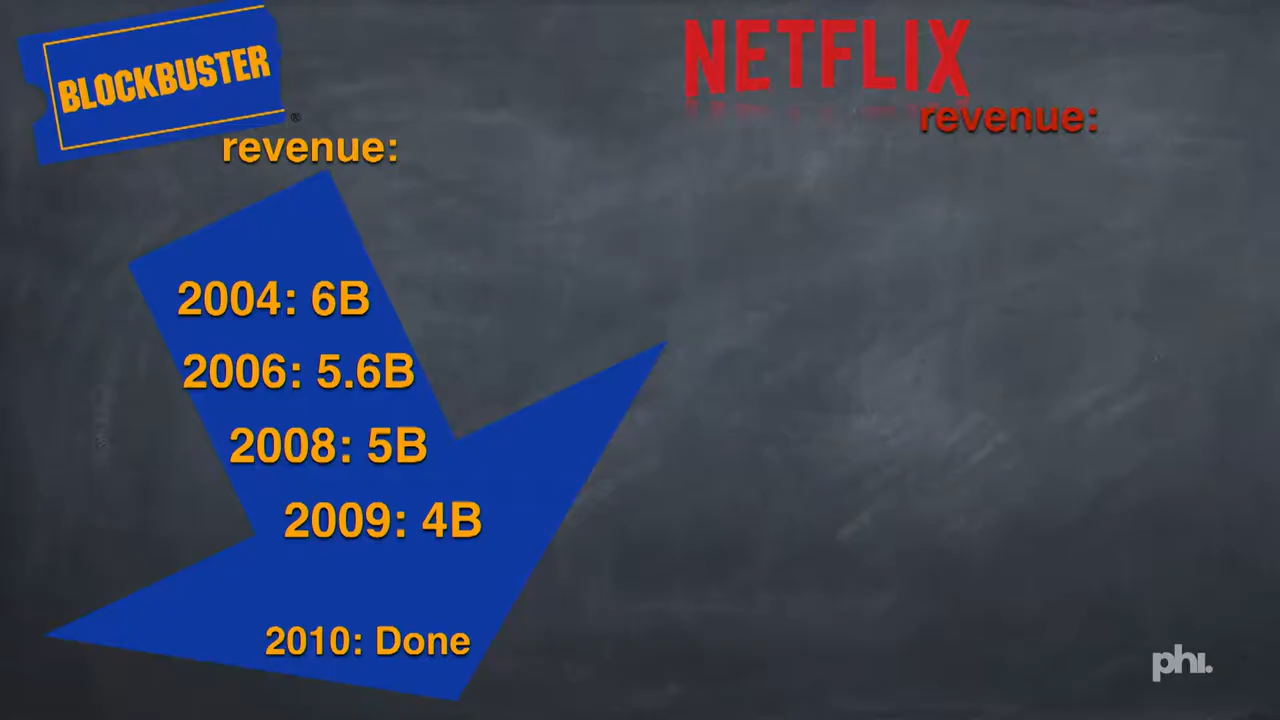 BLOCKBUSTER
®
revenue:
2004: 6B
2006: 5.6B
2008: 5B
2009: 4B
2010: Done
NETFLIX
revenue:
phi.